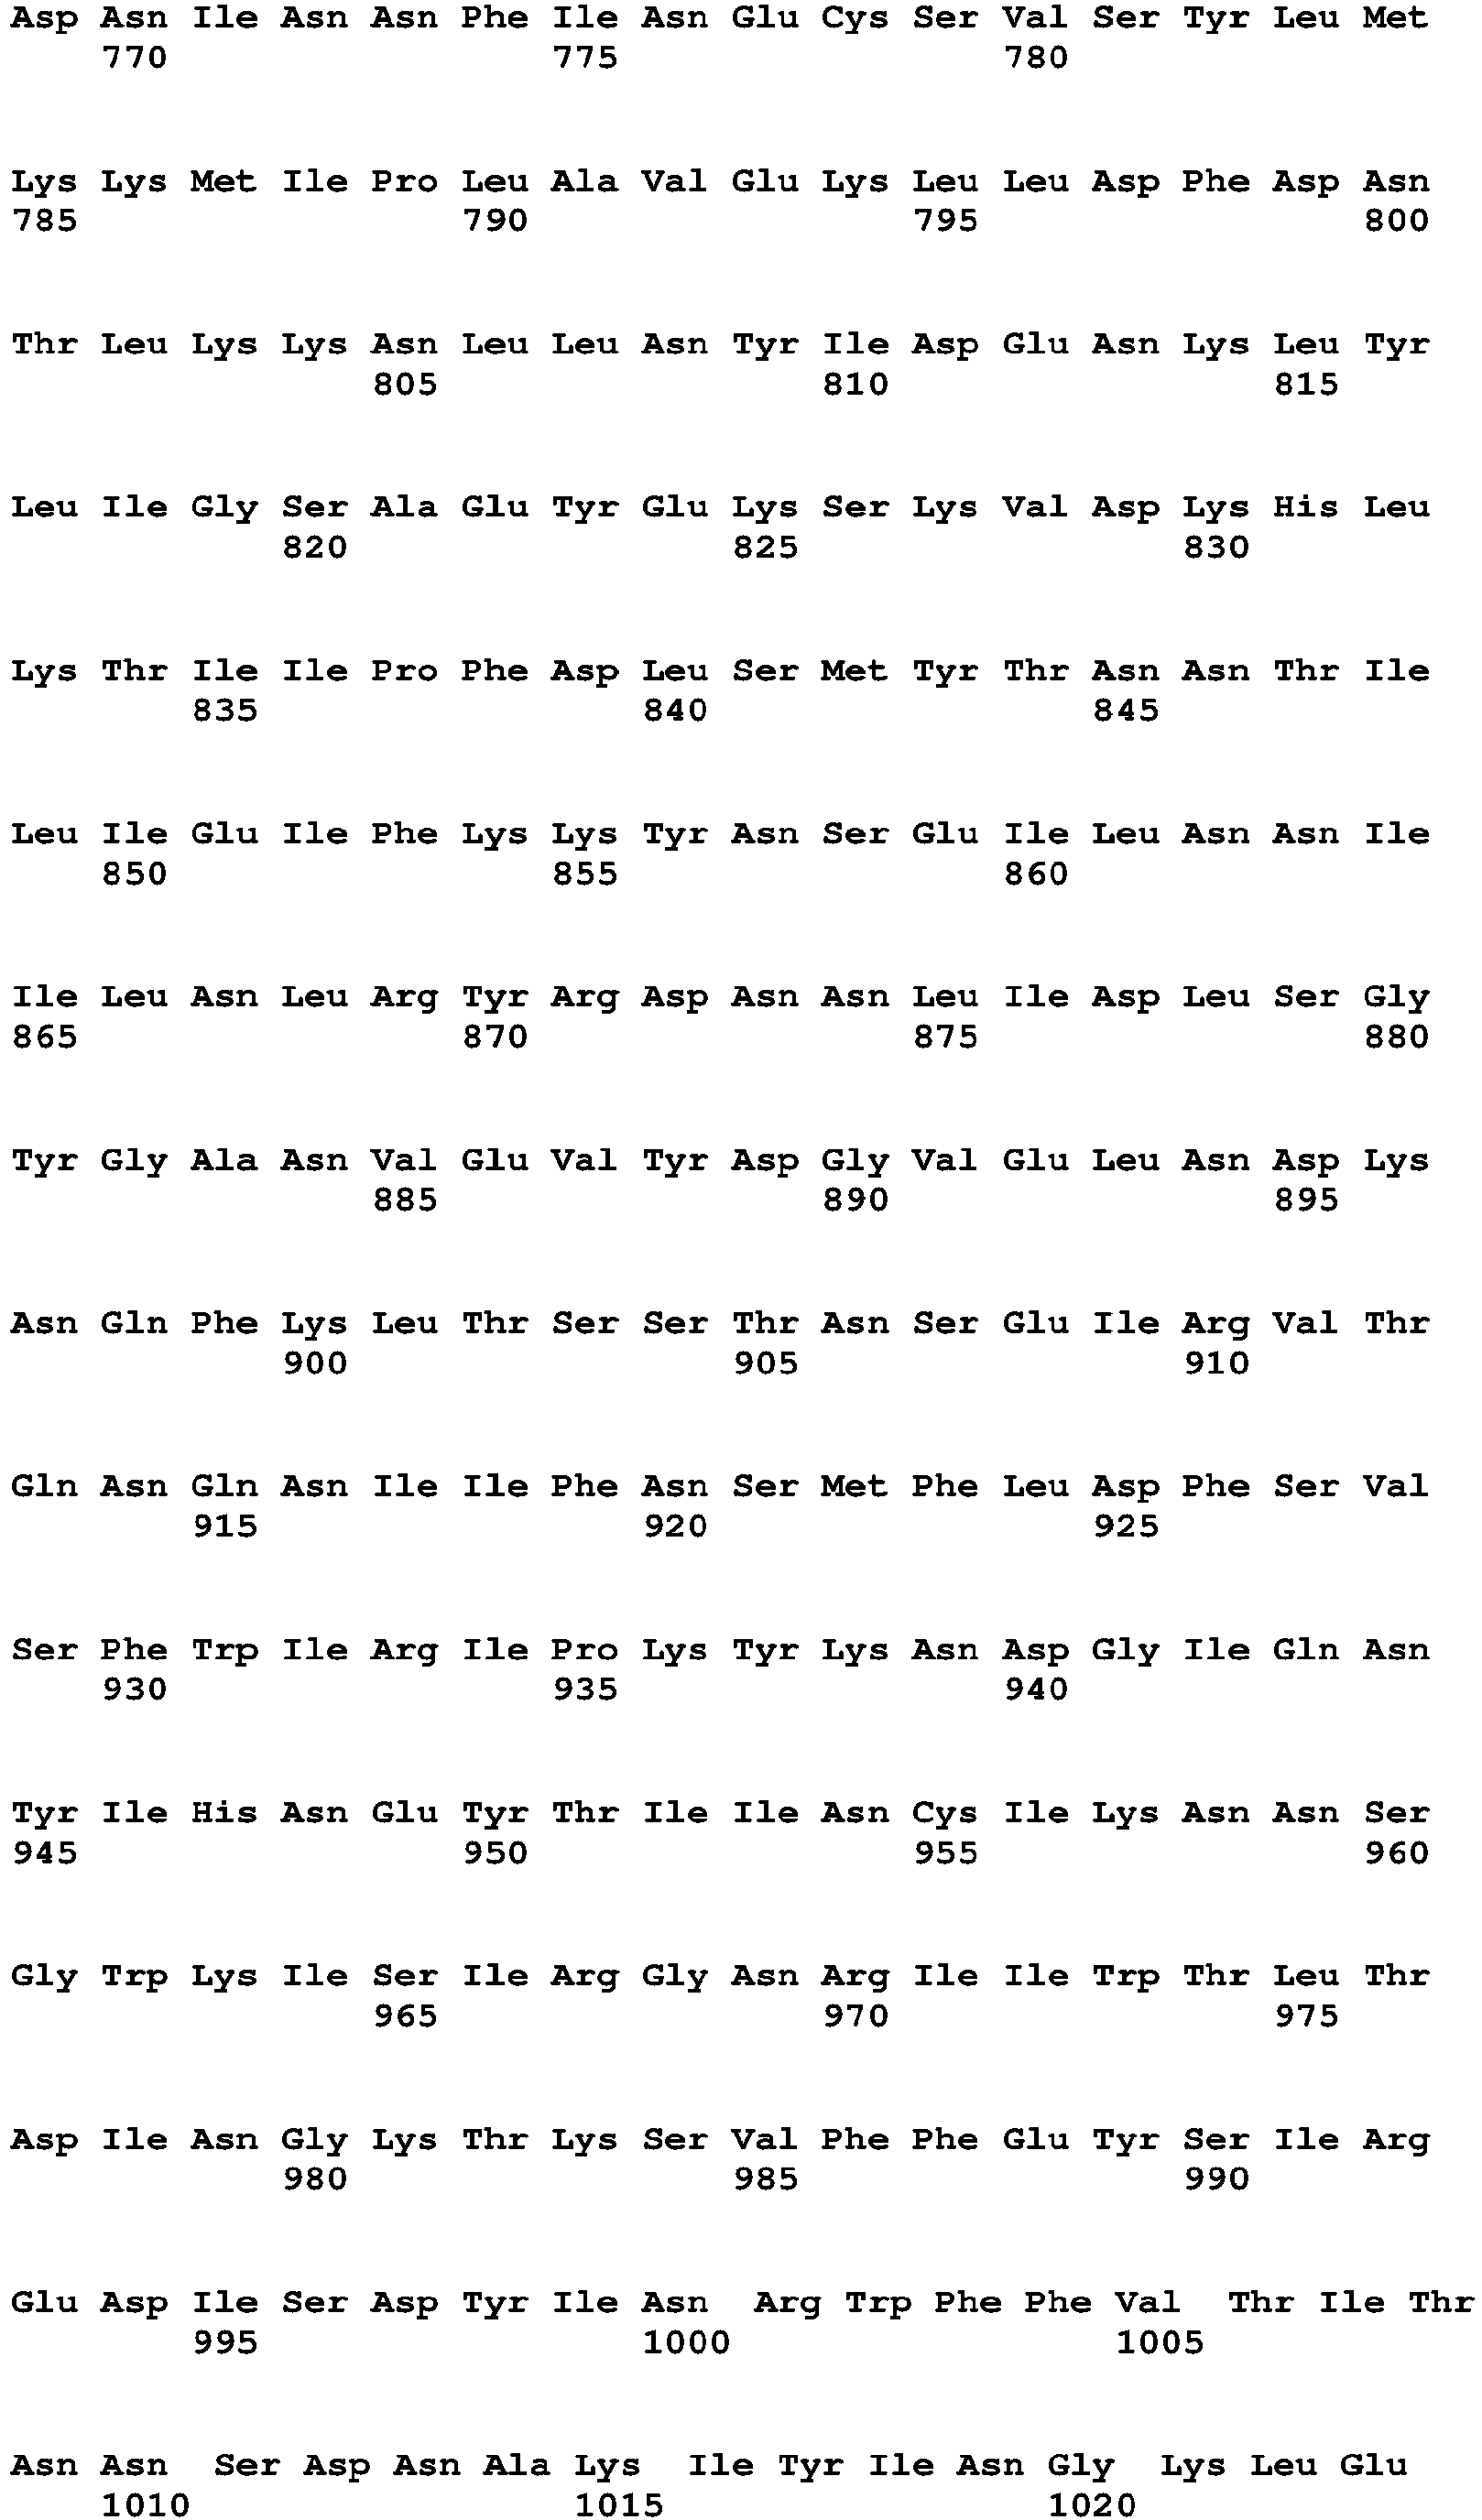 Asp Asn Ile Asn Asn Phe Ile Asn Glu Cys Ser Val Ser Tyr Leu Met
770 775 780
Lys Lys Met Ile Pro Leu Ala Val Glu Lys Leu Leu Asp Phe Asp Asn
785 790 795 800
Thr Leu Lys Lys Asn Leu Leu Asn Tyr Ile Asp Glu Asn Lys Leu Tyr
805 810 815
Leu Ile Gly Ser Ala Glu Tyr Glu Lys Ser Lys Val Asp Lys His Leu
820 825 830
Lys Thr Ile Ile Pro Phe Asp Leu Ser Met Tyr Thr Asn Asn Thr Ile
835 840 845
Leu Ile Glu Ile Phe Lys Lys Tyr Asn Ser Glu Ile Leu Asn Asn Ile
850 855 860
Ile Leu Asn Leu Arg Tyr Arg Asp Asn Asn Leu Ile Asp Leu Ser Gly
865 870 875 880
Tyr Gly Ala Asn Val Glu Val Tyr Asp Gly Val Glu Leu Asn Asp Lys
885 890 895
Asn Gln Phe Lys Leu Thr Ser Ser Thr Asn Ser Glu Ile Arg Val Thr
900 905 910
Gln Asn Gln Asn Ile Ile Phe Asn Ser Met Phe Leu Asp Phe Ser Val
915 920 925
Ser Phe Trp Ile Arg Ile Pro Lys Tyr Lys Asn Asp Gly Ile Gln Asn
930 935 940
Tyr Ile His Asn Glu Tyr Thr Ile Ile Asn Cys Ile Lys Asn Asn Ser
945 950 955 960
Gly Trp Lys Ile Ser Ile Arg Gly Asn Arg Ile Ile Trp Thr Leu Thr
965 970 975
Asp Ile Asn Gly Lys Thr Lys Ser Val Phe Phe Glu Tyr Ser Ile Arg
980 985 990
Glu Asp Ile Ser Asp Tyr Ile Asn Arg Trp Phe Phe Val Thr Ile Thr
995 1000 1005
Asn Asn Ser Asp Asn Ala Lys Ile Tyr Ile Asn Gly Lys Leu Glu
1010 1015 1020